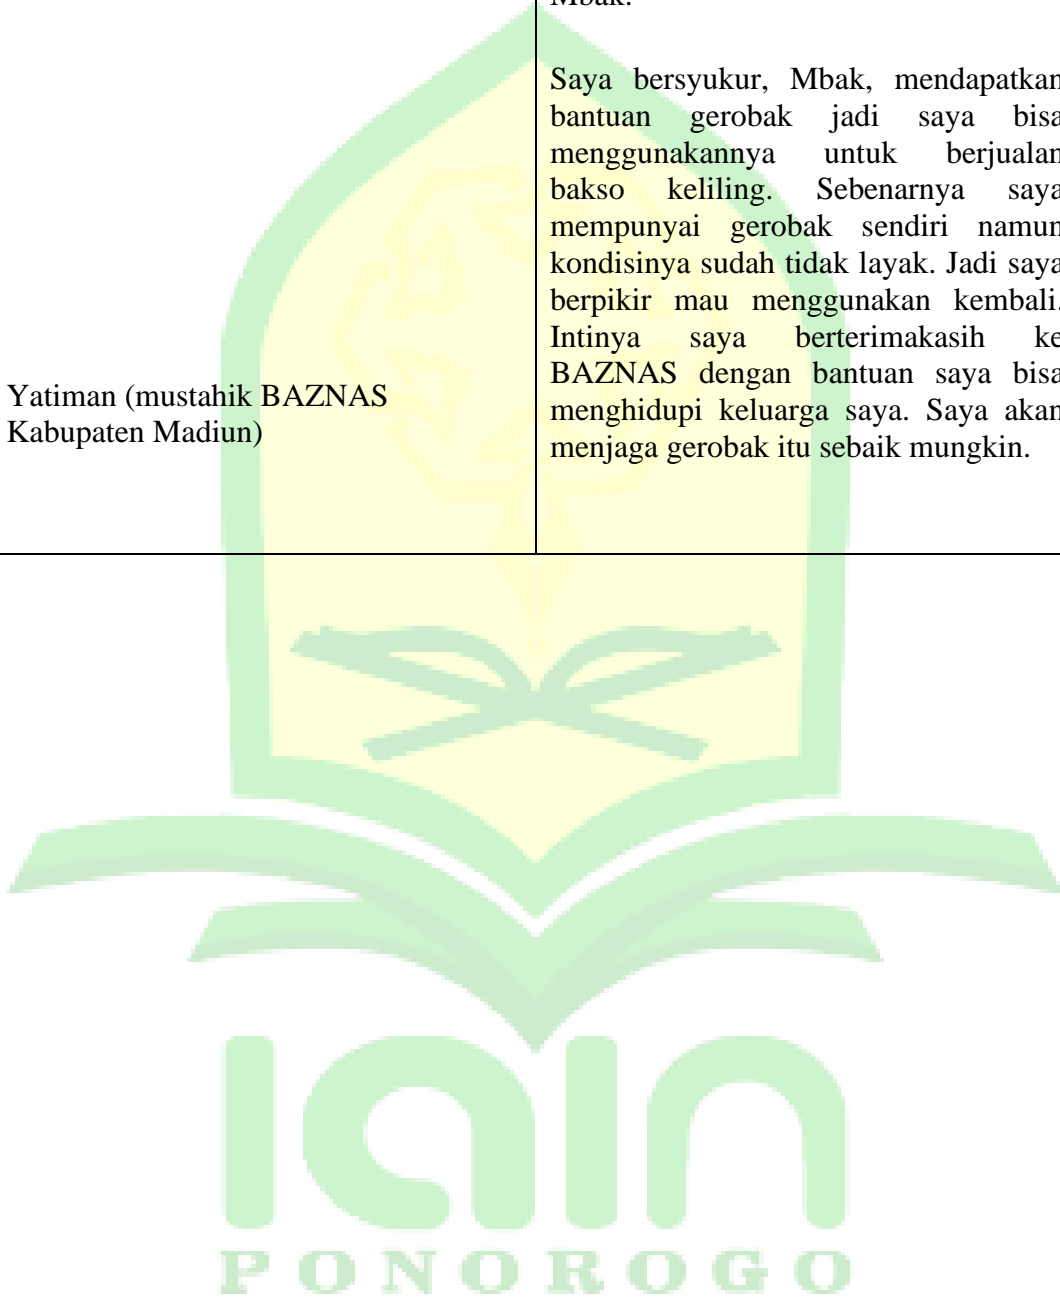 Mbak.
Saya bersyukur, Mbak, mendapatkan
bantuan gerobak jadi saya bisa
menggunakannya untuk berjualan
bakso keliling. Sebenarnya saya
mempunyai gerobak sendiri namun
kondisinya sudah tidak layak. Jadi saya
berpikir mau menggunakan kembali.
Intinya saya berterimakasih ke
BAZNAS dengan bantuan saya bisa
menghidupi keluarga saya. Saya akan
menjaga gerobak itu sebaik mungkin.
Yatiman (mustahik BAZNAS
Kabupaten Madiun)
iain
PONOROGO